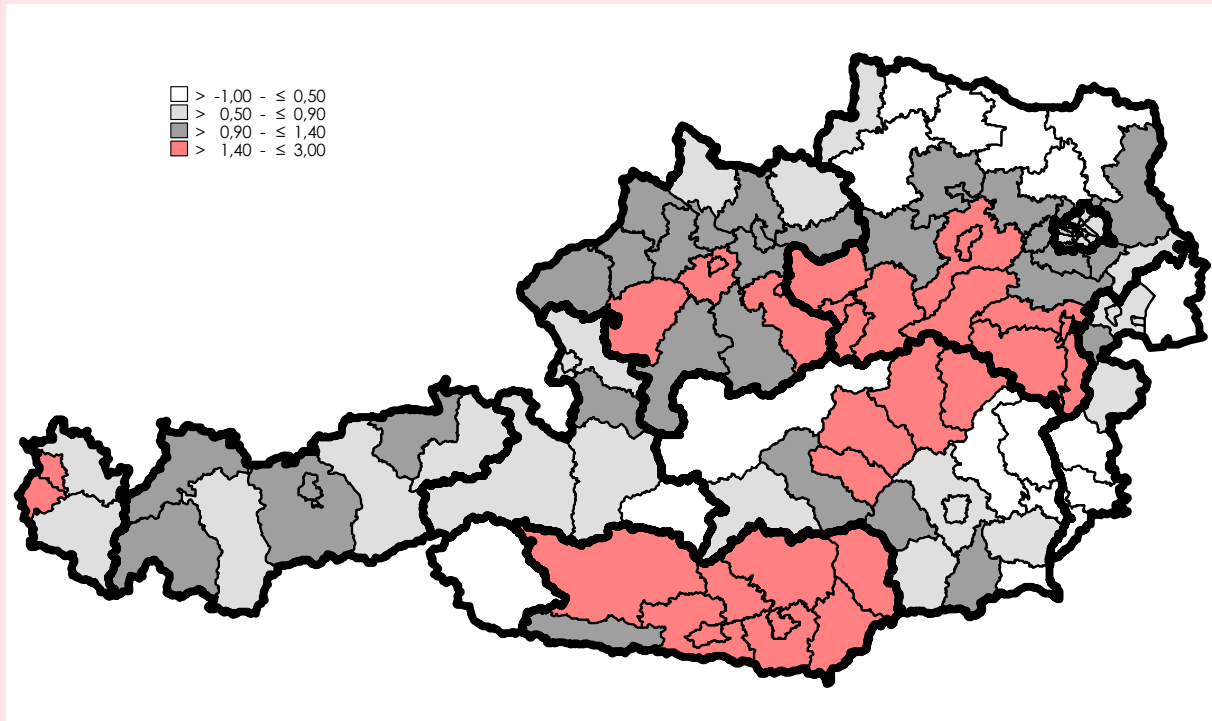 > -1,00 - ≤ 0,50
> 0,50 - ≤ 0,90
> 0,90 - ≤ 1,40
> 1,40 - ≤ 3,00